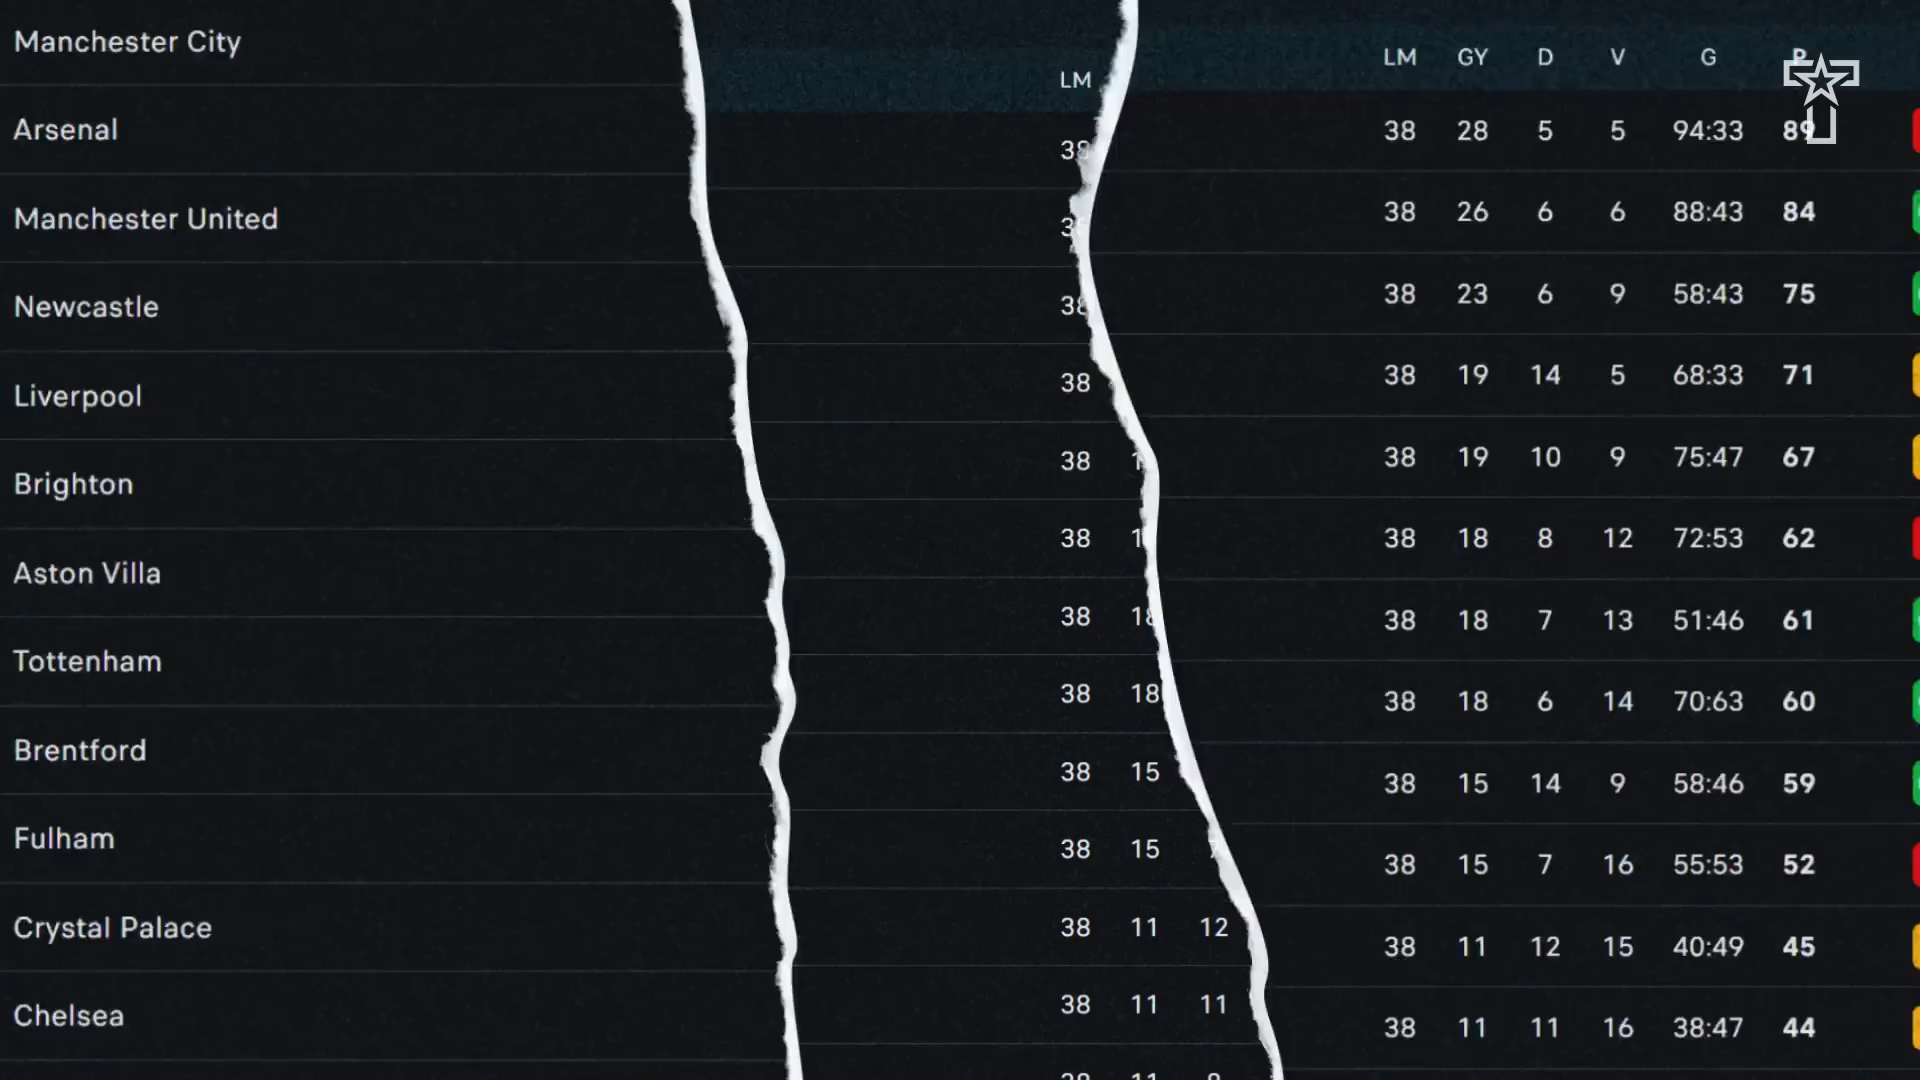 Manchester City
Arsenal
Manchester United
Newcastle
Liverpool
Brighton
Aston Villa
Tottenham
Brentford
Fulham
Crystal Palace
Chelsea
LM
38
38
38
38
38 18
38 18
38 15
38 15
38 11 12
38 11 11
LM GY D V G P
38 28 5 5 94:33 89
38 26 6 6 88:43 84
38 23 6 9 58:43 75
38 19 14 5 68:33 71
38 19 10 9 75:47 67
38 18 8 12 72:53 62
38 18 7 13 51:46 61
38 18 6 14 70:63 60
38 15 14 9 58:46 59
38 15 7 16 55:53 52
38 11 12 15 40:49 45
38 11 11 16 38:47 44